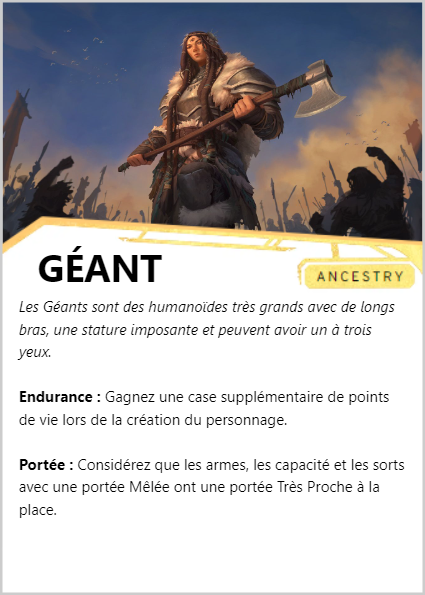 GÉANT
ANCESTRY
Les Géants sont des humanoïdes très grands avec de longs
bras, une stature imposante et peuvent avoir un à trois
yeux.
Endurance : Gagnez une case supplémentaire de points
de vie lors de la création du personnage.
Portée : Considérez que les armes, les capacité et les sorts
avec une portée Mêlée ont une portée Très Proche à la
place.